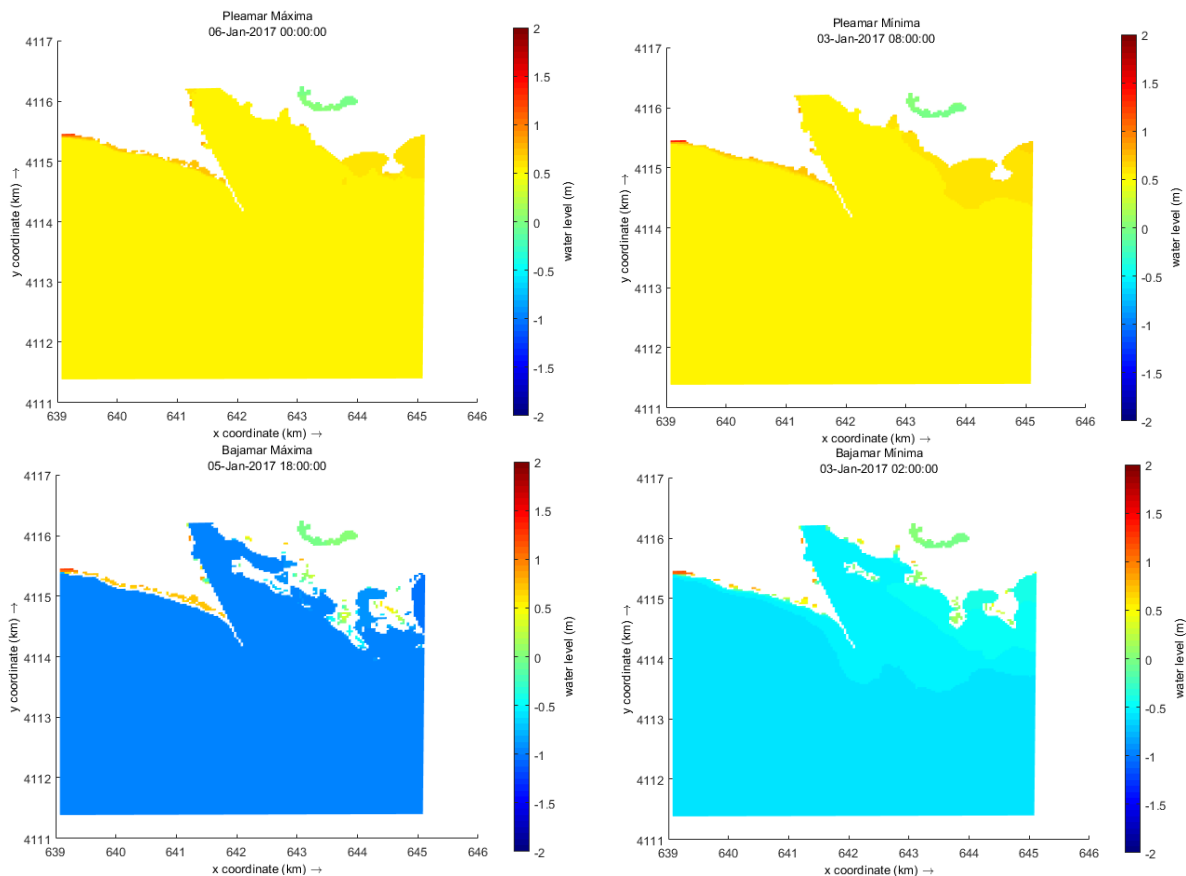 Pleamar Máxima
06-Jan-2017 00:00:00
4117
4116
4115
4114
4113
4112
4111
y coordinate (km) →
639 640 641 642 643 644 645 646
x coordinate (km) →
2
1.5
1
0.5
0
-0.5
-1
-1.5
-2
water level (m)
Pleamar Mínima
03-Jan-2017 08:00:00
4117
4116
4115
4114
4113
4112
4111
y coordinate (km) →
639 640 641 642 643 644 645 646
x coordinate (km) →
2
1.5
1
0.5
0
-0.5
-1
-1.5
-2
water level (m)
Bajamar Máxima
05-Jan-2017 18:00:00
4117
4116
4115
4114
4113
4112
4111
y coordinate (km) →
639 640 641 642 643 644 645 646
x coordinate (km) →
2
1.5
1
0.5
0
-0.5
-1
-1.5
-2
water level (m)
Bajamar Mínima
03-Jan-2017 02:00:00
4117
4116
4115
4114
4113
4112
4111
y coordinate (km) →
639 640 641 642 643 644 645 646
x coordinate (km) →
2
1.5
1
0.5
0
-0.5
-1
-1.5
-2
water level (m)